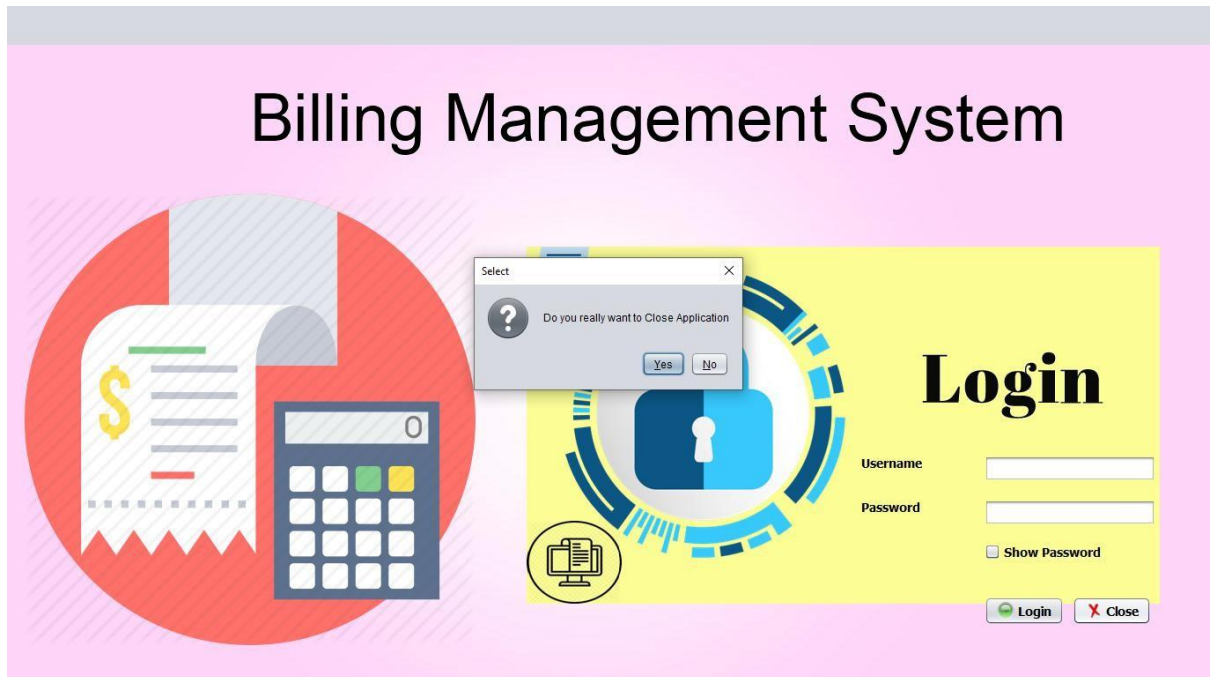 Billing Management System
$
0
Select
?
Do you really want to Close Application
Yes No
Login
Username
Password
Show Password
Login X Close